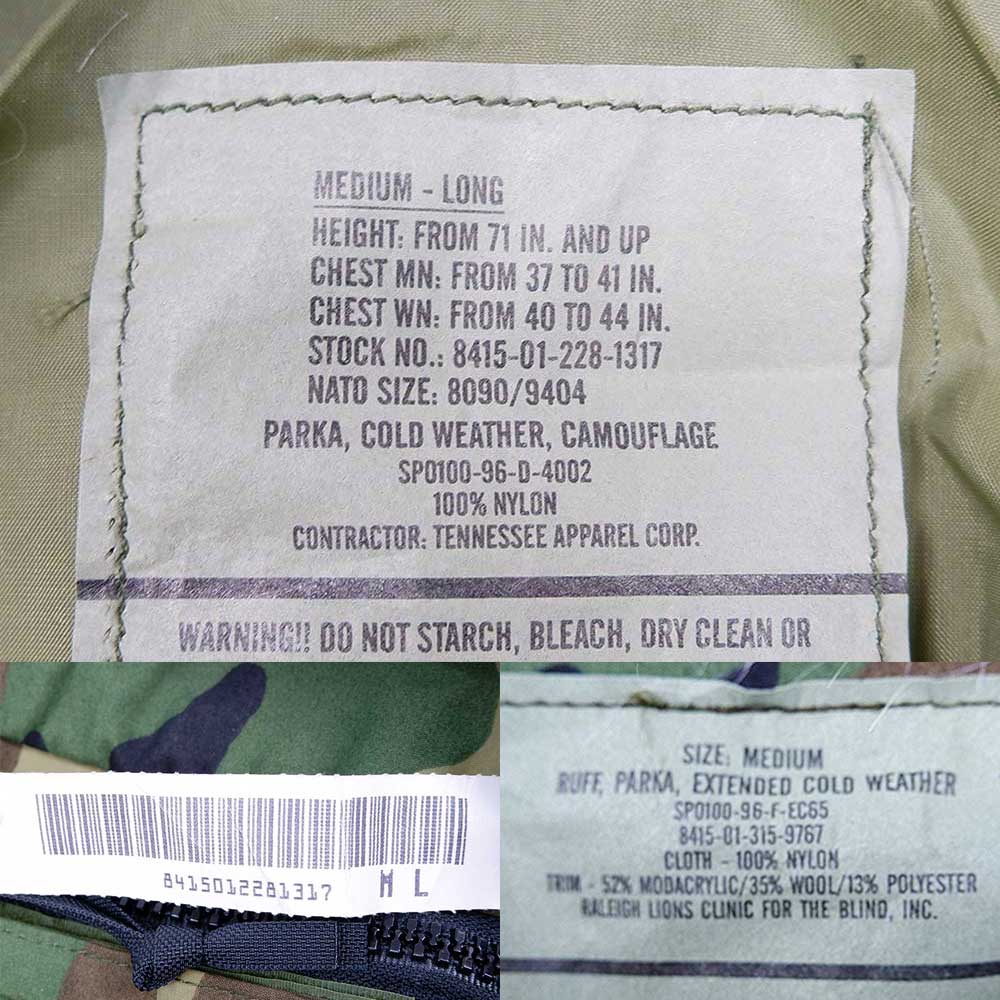 MEDIUM - LONG
HEIGHT: FROM 71 IN. AND UP
CHEST MN: FROM 37 TO 41 IN.
CHEST WN: FROM 40 TO 44 IN.
STOCK NO.: 8415-01-228-1317
NATO SIZE: 8090/9404
PARKA, COLD WEATHER, CAMOUFLAGE
SPO100-96-D-4002
100% NYLON
CONTRACTOR: TENNESSEE APPAREL CORP.
WARNING!! DO NOT STARCH, BLEACH, DRY CLEAN OR
8415012281317 M L
SIZE: MEDIUM
RUFF, PARKA, EXTENDED COLD WEATHER
SPO100-96-F-EC65
8415-01-315-9767
CLOTH - 100% NYLON
TRIM - 52% MODACRYLIC/35% WOOL/13% POLYESTER
RALEIGH LIONS CLINIC FOR THE BLIND, INC.